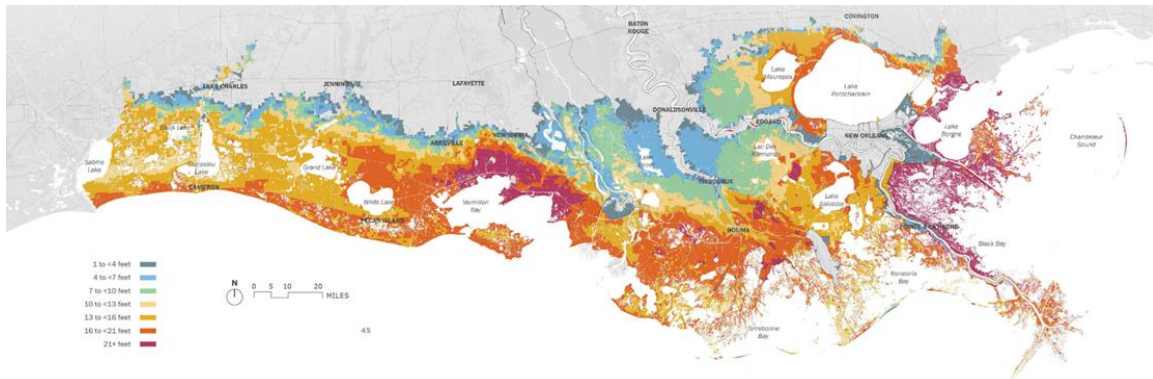 COVINGTON
BATON
ROUGE
LAKE CHARLES
JENNINGS
LAFAYETTE
Lake
Maurepas
Lake
Pontchartrain
DONALDSONVILLE
EDGARD
NEW ORLEANS
Lake
Borgne
Chandeleur
Sound
Black Lake
NEW IBERIA
ABBEVILLE
Lac Des
Allemands
Sabine
Lake
Calcasieu
Lake
Grand Lake
THIBODAUX
CAMERON
White Lake
Vermilion
Bay
Lake
Salvador
PECAN ISLAND
HOUMA
POINTE A LA HACHE
Black Bay
1 to <4 feet
4 to <7 feet
7 to <10 feet
10 to <13 feet
13 to <16 feet
16 to <21 feet
21+ feet
N
0 5 10 20
MILES
45
Barataria
Bay
Terrebonne
Bay